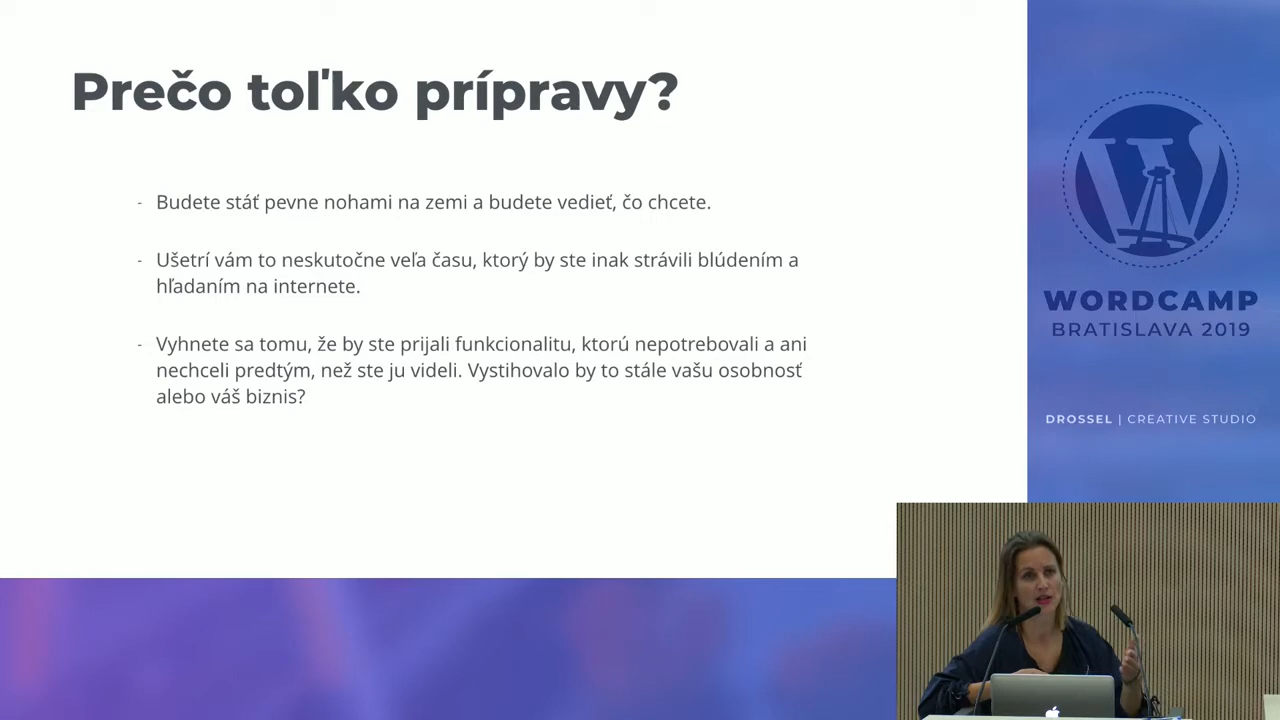 Prečo toľko prípravy?
- Budete stáť pevne nohami na zemi a budete vedieť, čo chcete.
- Ušetrí vám to neskutočne veľa času, ktorý by ste inak strávili blúdením a
hľadaním na internete.
- Vyhnete sa tomu, že by ste prijali funkcionalitu, ktorú nepotrebovali a ani
nechceli predtým, než ste ju videli. Vystihovalo by to stále vašu osobnosť
alebo váš biznis?
WORDCAMP
BRATISLAVA 2019
DROSSEL | CREATIVE STUDIO